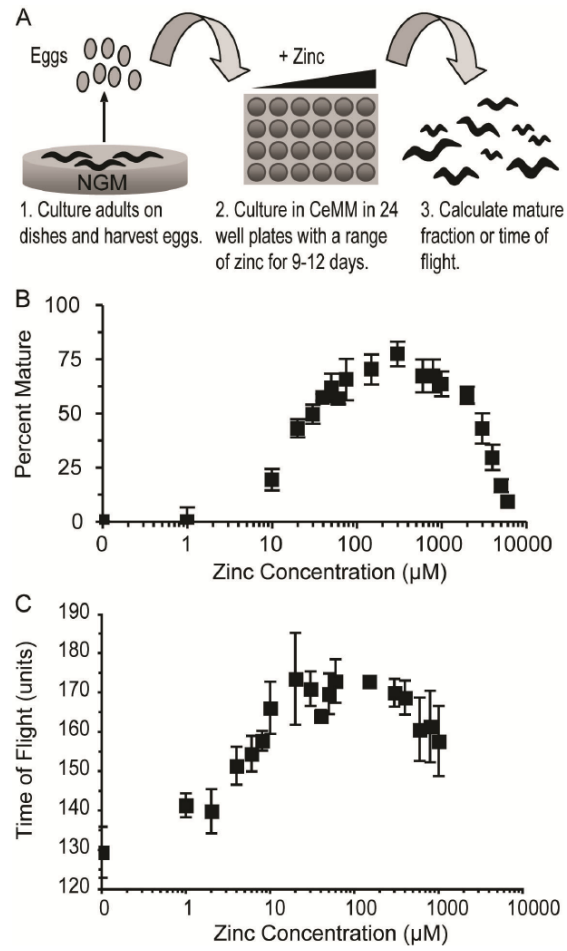 A
Eggs
+ Zinc
NGM
1. Culture adults on
dishes and harvest eggs.
2. Culture in CeMM in 24
well plates with a range
of zinc for 9-12 days.
3. Calculate mature
fraction or time of
flight.
B
Percent Mature
100
75
50
25
0
0 1 10 100 1000 10000
Zinc Concentration (µM)
C
Time of Flight (units)
190
180
170
160
150
140
130
120
1 10 100 1000 10000
Zinc Concentration (µM)